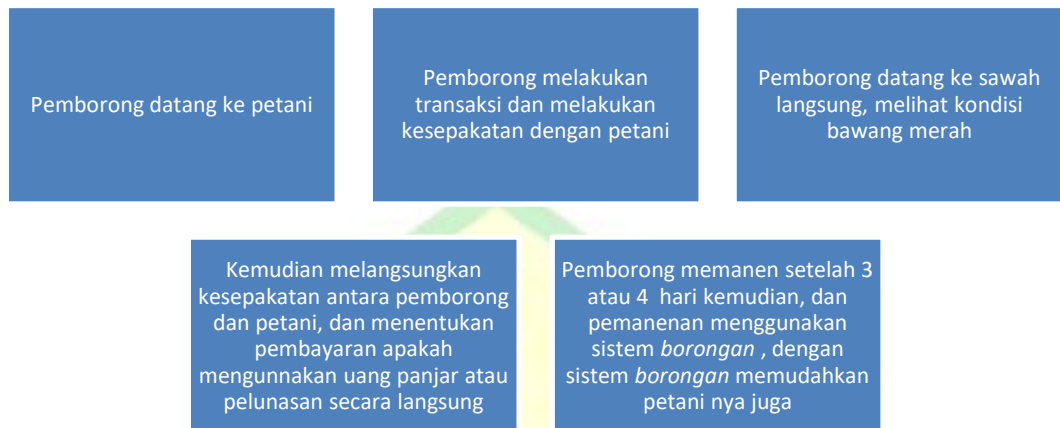 Pemborong datang ke petani
Pemborong melakukan
transaksi dan melakukan
kesepakatan dengan petani
Pemborong datang ke sawah
langsung, melihat kondisi
bawang merah
Kemudian melangsungkan
kesepakatan antara pemborong
dan petani, dan menentukan
pembayaran apakah
mengunnakan uang panjar atau
pelunasan secara langsung
Pemborong memanen setelah 3
atau 4 hari kemudian, dan
pemanenan menggunakan
sistem borongan , dengan
sistem borongan memudahkan
petani nya juga